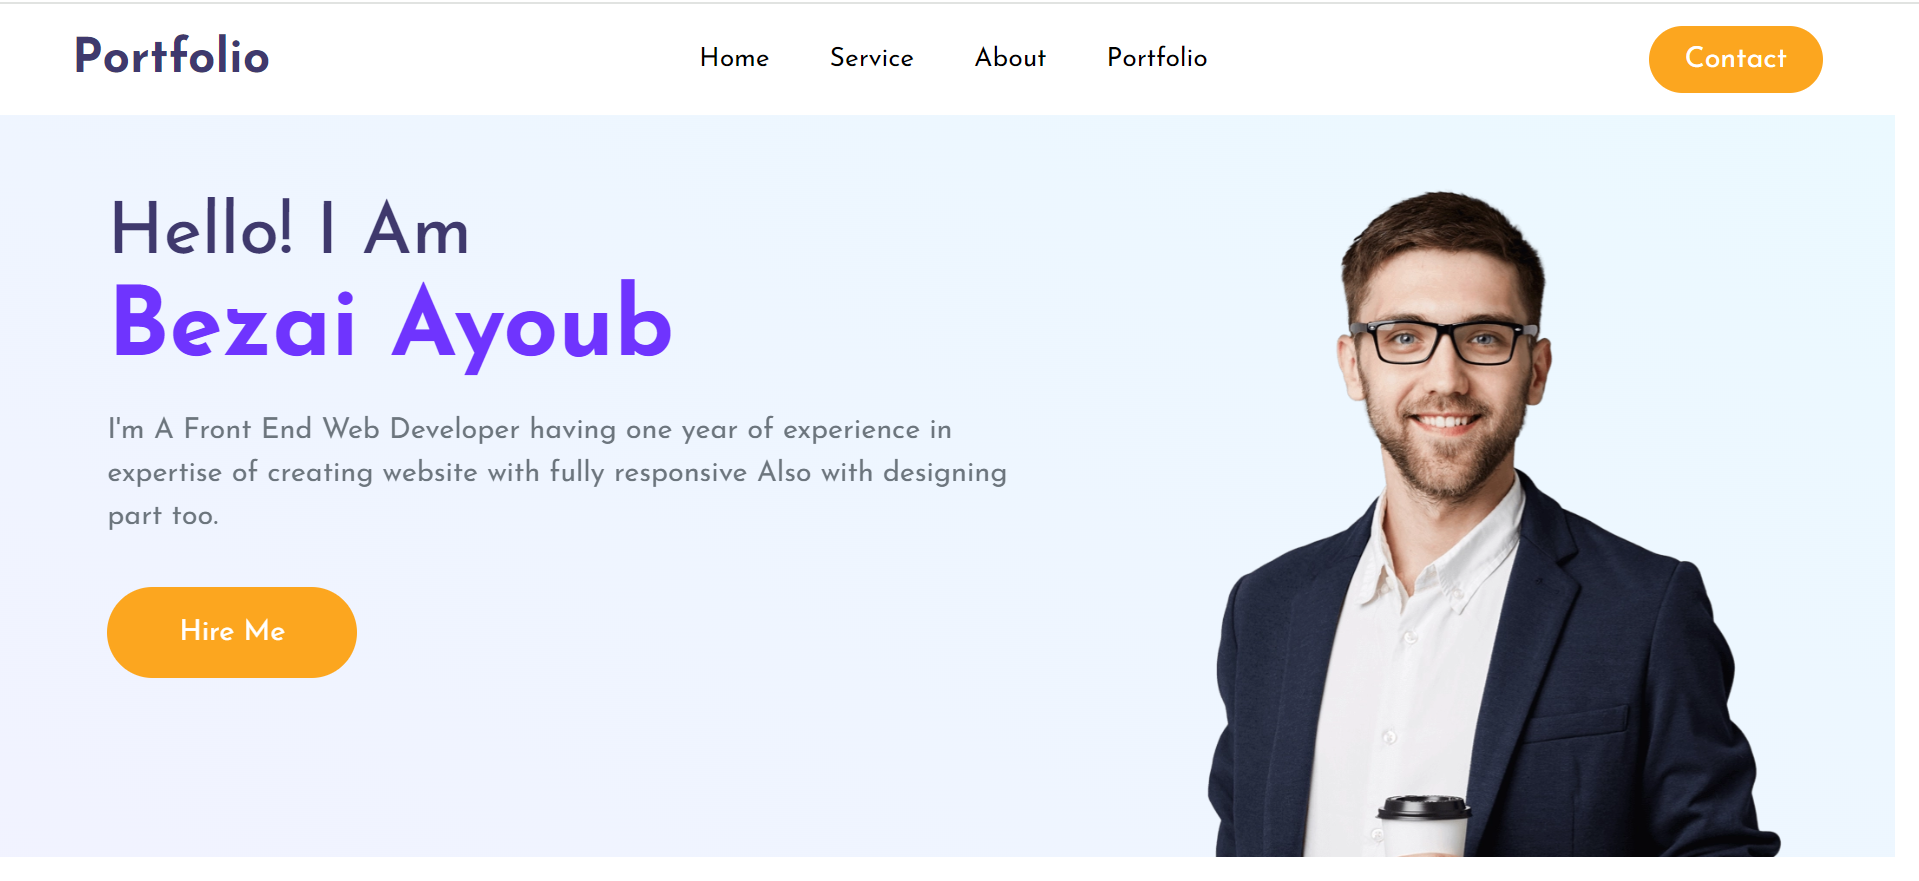 Portfolio
Home Service About Portfolio
Contact
Hello! I Am
Bezai Ayoub
I'm A Front End Web Developer having one year of experience in
expertise of creating website with fully responsive Also with designing
part too.
Hire Me